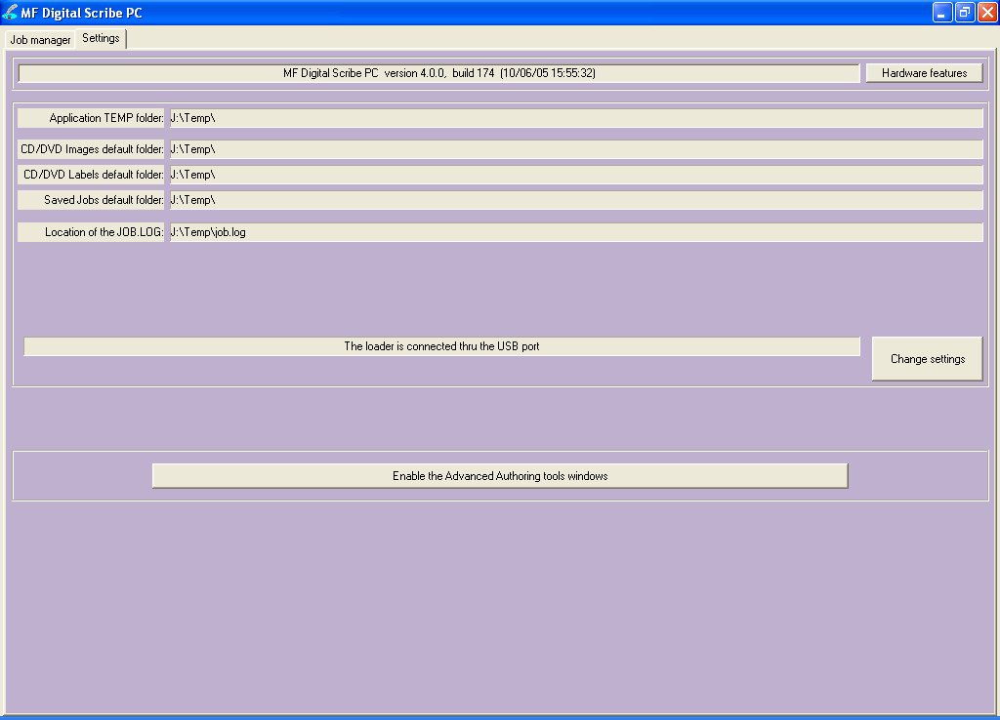 MF Digital Scribe PC
Job manager Settings
MF Digital Scribe PC version 4.0.0, build 174 (10/06/05 15:55:32) Hardware features
Application TEMP folder: J:\Temp\
CD/DVD Images default folder: J:\Temp\
CD/DVD Labels default folder: J:\Temp\
Saved Jobs default folder: J:\Temp\
Location of the JOB.LOG: J:\Temp\job.log
The loader is connected thru the USB port
Change settings
Enable the Advanced Authoring tools windows